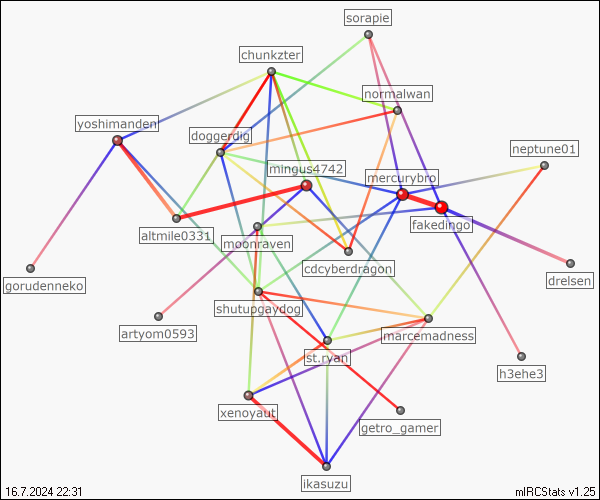 sorapie
chunkzter
normalwan
yoshimanden
doggerdig
neptune01
mingus4742
mercurybro
altmile0331
fakedingo
moonraven
cdcyberdragon
gorudenneko
drelsen
shutupgaydog
artyom0593
marcemadness
st.ryan
h3ehe3
xenoyaut
getro_gamer
ikasuzu
16.7.2024 22:31
mIRCStats v1.25